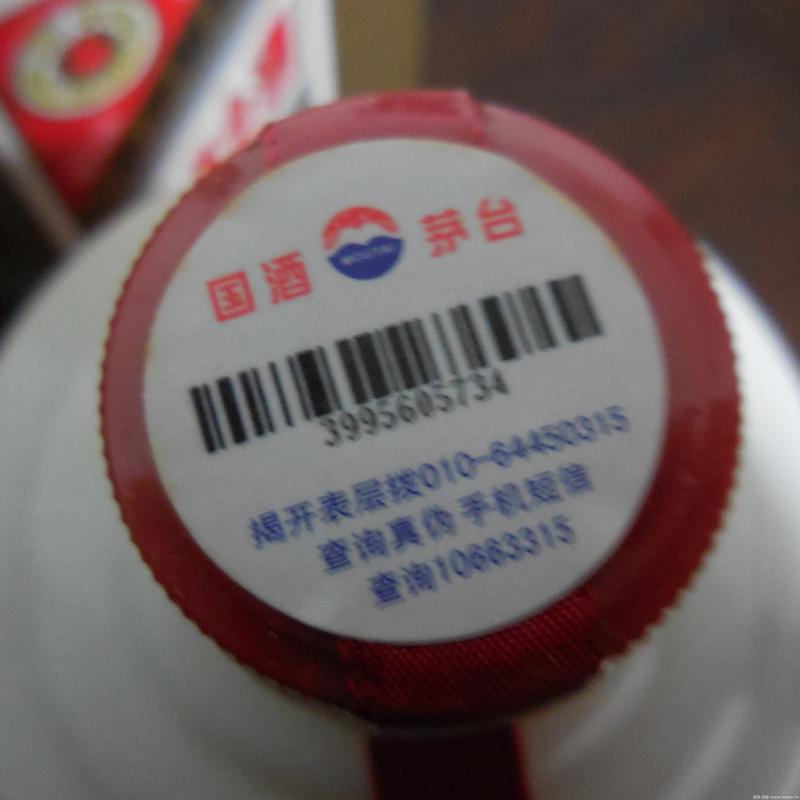 国酒 MOUTAI 茅台
3995605734
揭开表层拨010-64450315
查询真伪 手机短信
查询10663315